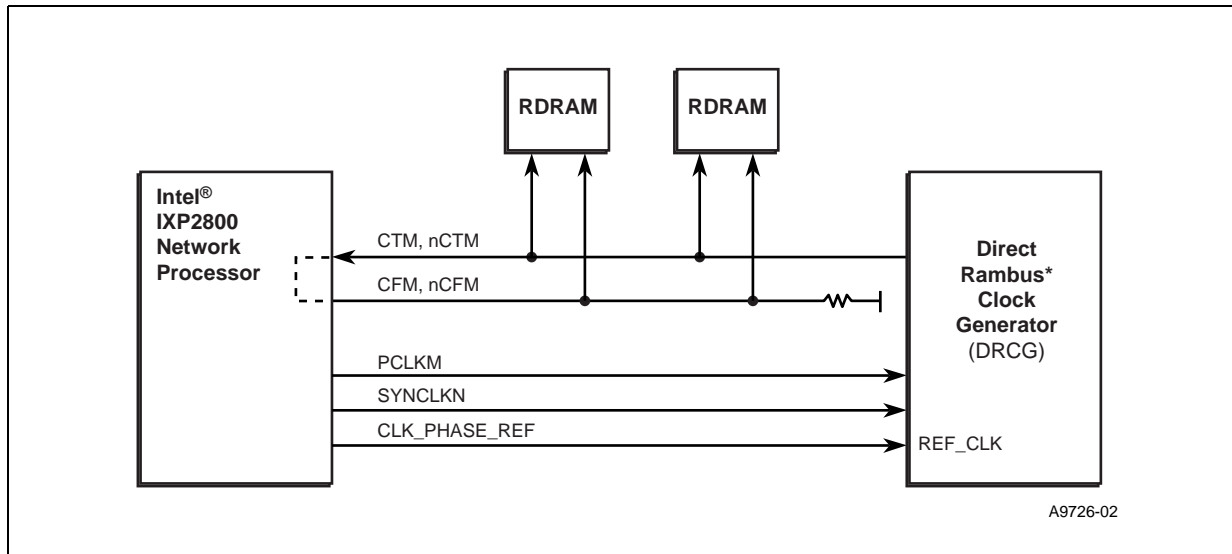 RDRAM
RDRAM
Intel®
IXP2800
Network
Processor
CTM, nCTM
CFM, nCFM
PCLKM
SYNCLKN
CLK_PHASE_REF
Direct
Rambus*
Clock
Generator
(DRCG)
REF_CLK
A9726-02